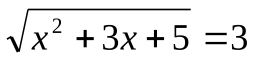 √(x² + 3x + 5) = 3